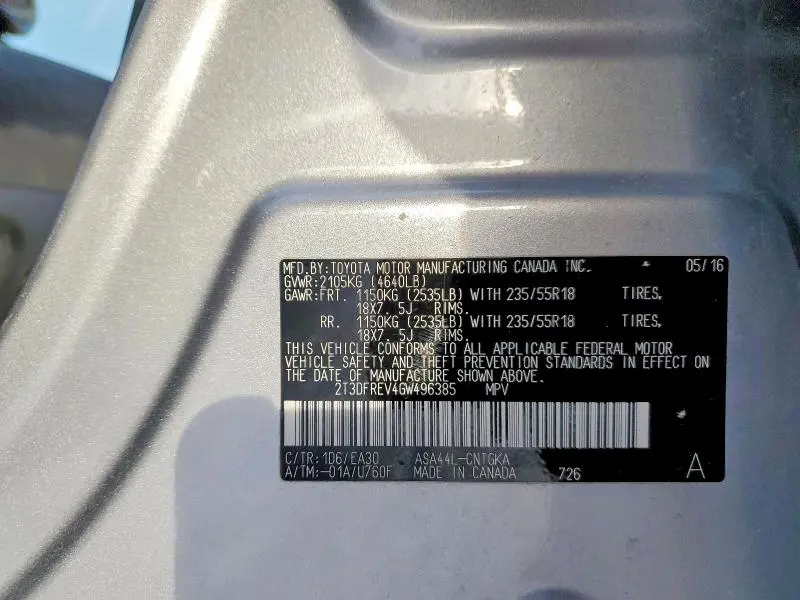 MFD.BY:TOYOTA MOTOR MANUFACTURING CANADA INC. 05/16
GVWR:2105KG (4640LB)
GAWR:FRT. 1150KG (2535LB) WITH 235/55R18 TIRES,
18X7.5J RIMS.
RR. 1150KG (2535LB) WITH 235/55R18 TIRES,
18X7.5J RIMS.
THIS VEHICLE CONFORMS TO ALL APPLICABLE FEDERAL MOTOR
VEHICLE SAFETY AND THEFT PREVENTION STANDARDS IN EFFECT ON
THE DATE OF MANUFACTURE SHOWN ABOVE.
2T3DFREV4GW496385 MPV
C/TR:1D6/EA30 ASA44L-CNTGKA
A/TM:-01A/U760F MADE IN CANADA 726 A